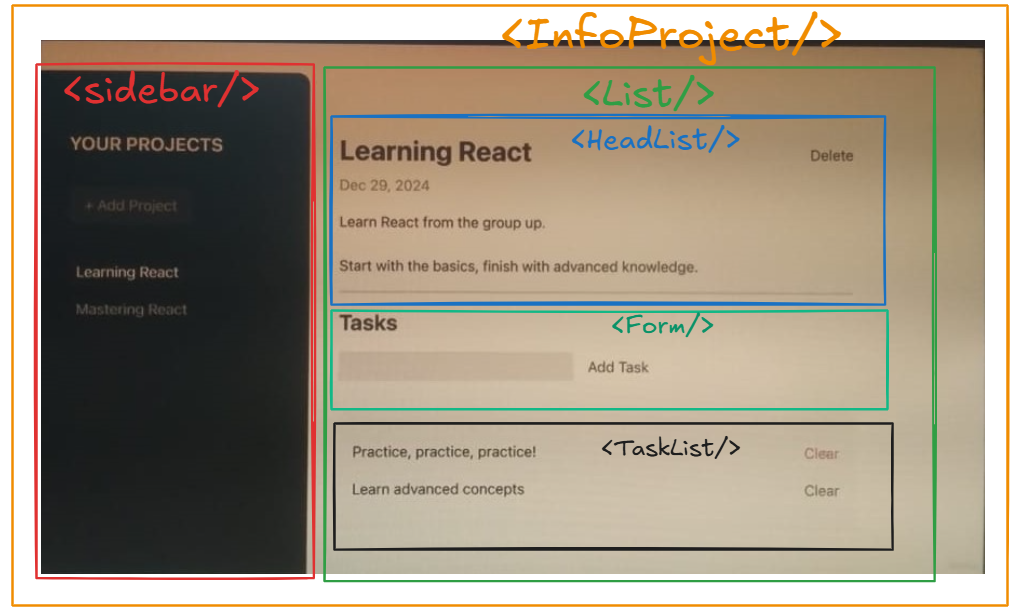 <InfoProject/>
<sidebar/>
<List/>
YOUR PROJECTS
+ Add Project
Learning React
Mastering React
<HeadList/>
Learning React
Delete
Dec 29, 2024
Learn React from the group up.
Start with the basics, finish with advanced knowledge.
<Form/>
Tasks
Add Task
<TaskList/>
Practice, practice, practice!
Clear
Learn advanced concepts
Clear